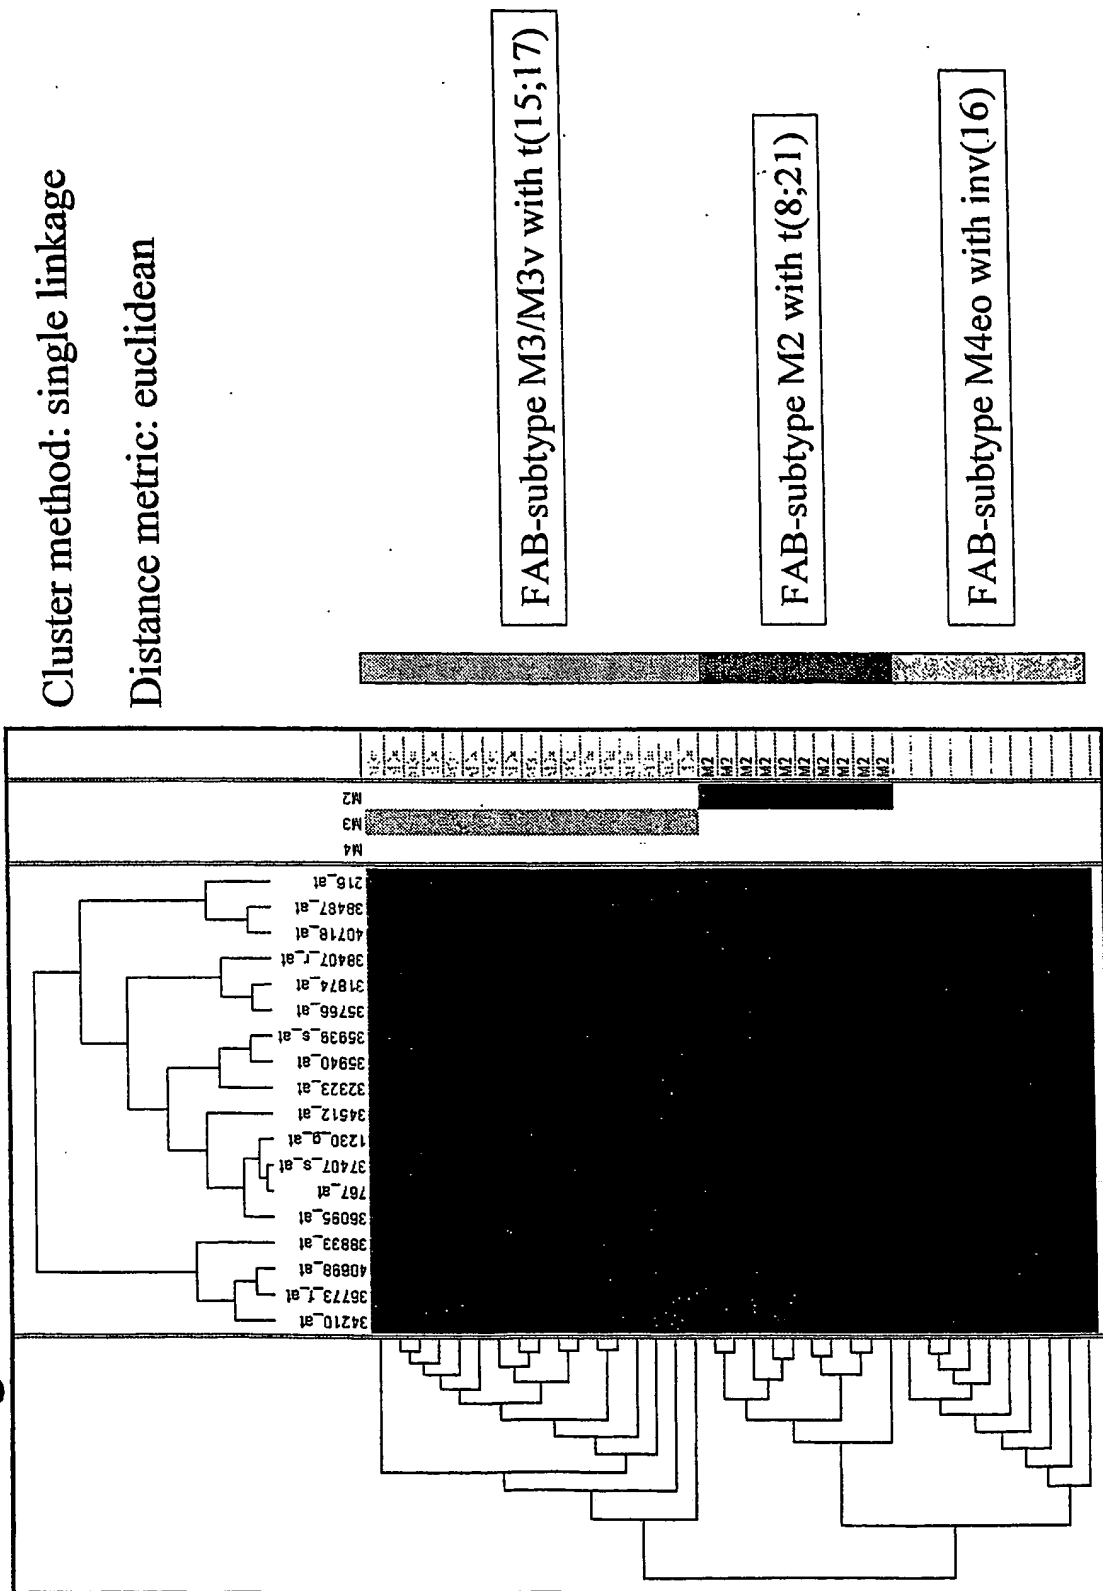 Cluster method: single linkage
Distance metric: euclidean
FAB-subtype M3/M3v with t(15;17)
FAB-subtype M2 with t(8;21)
FAB-subtype M4eo with inv(16)
M2
M3
M4
216_at
38487_at
40718_at
38407_r_at
31874_at
35766_at
35939_s_at
35940_at
32323_at
34512_at
1230_g_at
37407_s_at
767_at
36095_at
38833_at
40698_at
36773_f_at
34210_at
M2
M2
M2
M2
M2
M2
M2
M2
M2
M2